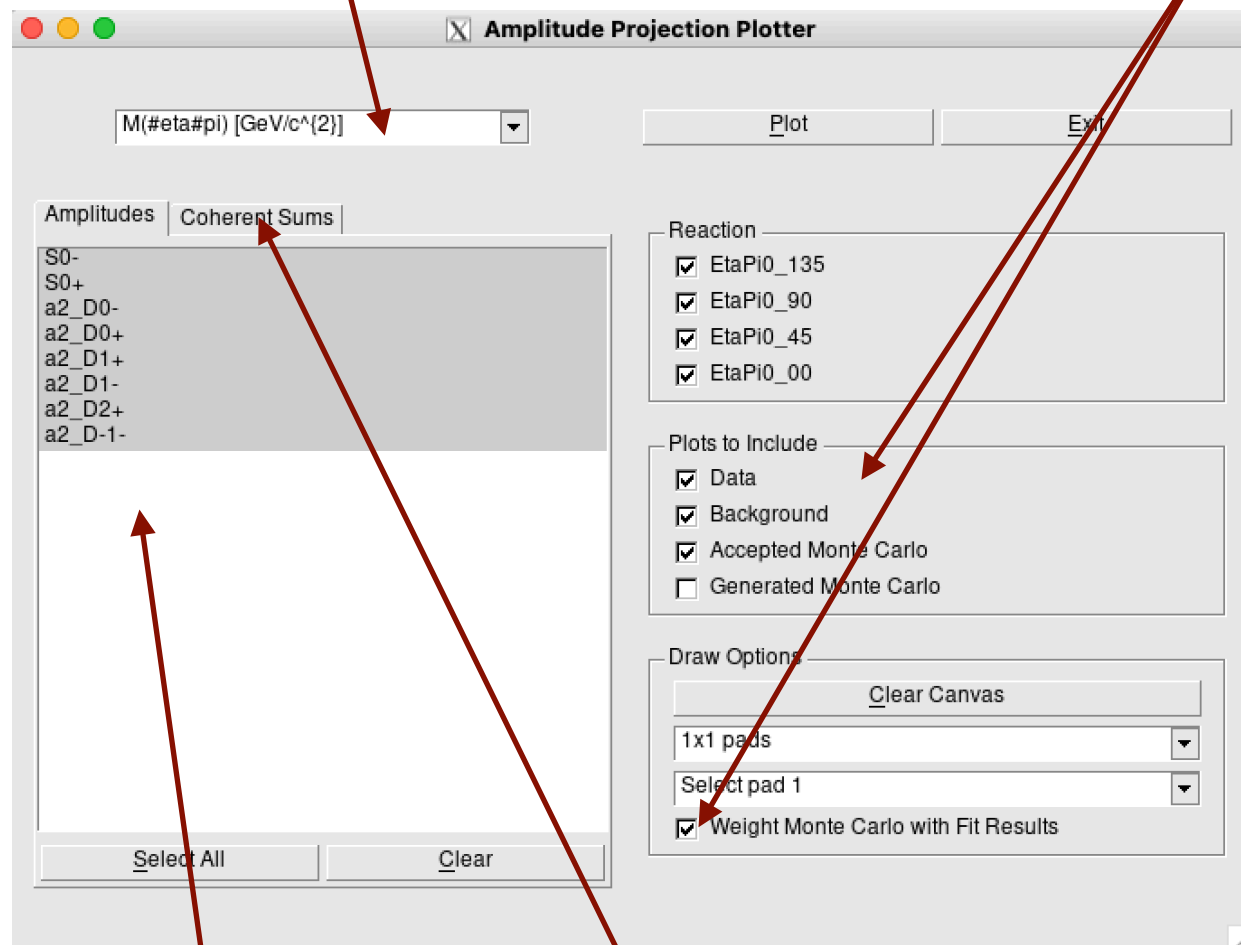 Amplitude Projection Plotter
M(#eta#pi) [GeV/c^{2}]
Plot
Exit
Amplitudes
Coherent Sums
S0-
S0+
a2_D0-
a2_D0+
a2_D1+
a2_D1-
a2_D2+
a2_D-1-
Select All
Clear
Reaction
EtaPi0_135
EtaPi0_90
EtaPi0_45
EtaPi0_00
Plots to Include
Data
Background
Accepted Monte Carlo
Generated Monte Carlo
Draw Options
Clear Canvas
1x1 pads
Select pad 1
Weight Monte Carlo with Fit Results